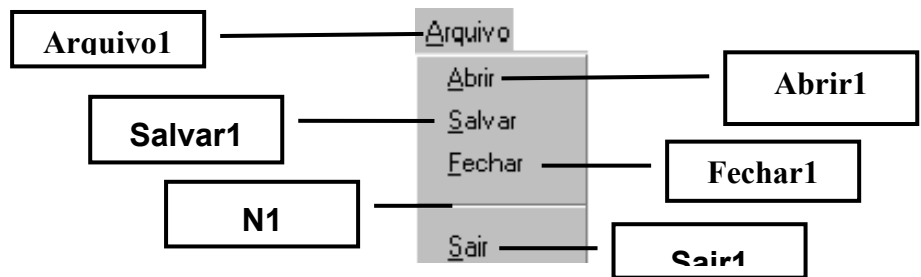 Arquivo1
Arquivo
Abrir
Abrir1
Salvar1
Salvar
Fechar
Fechar1
N1
Sair
Sair1